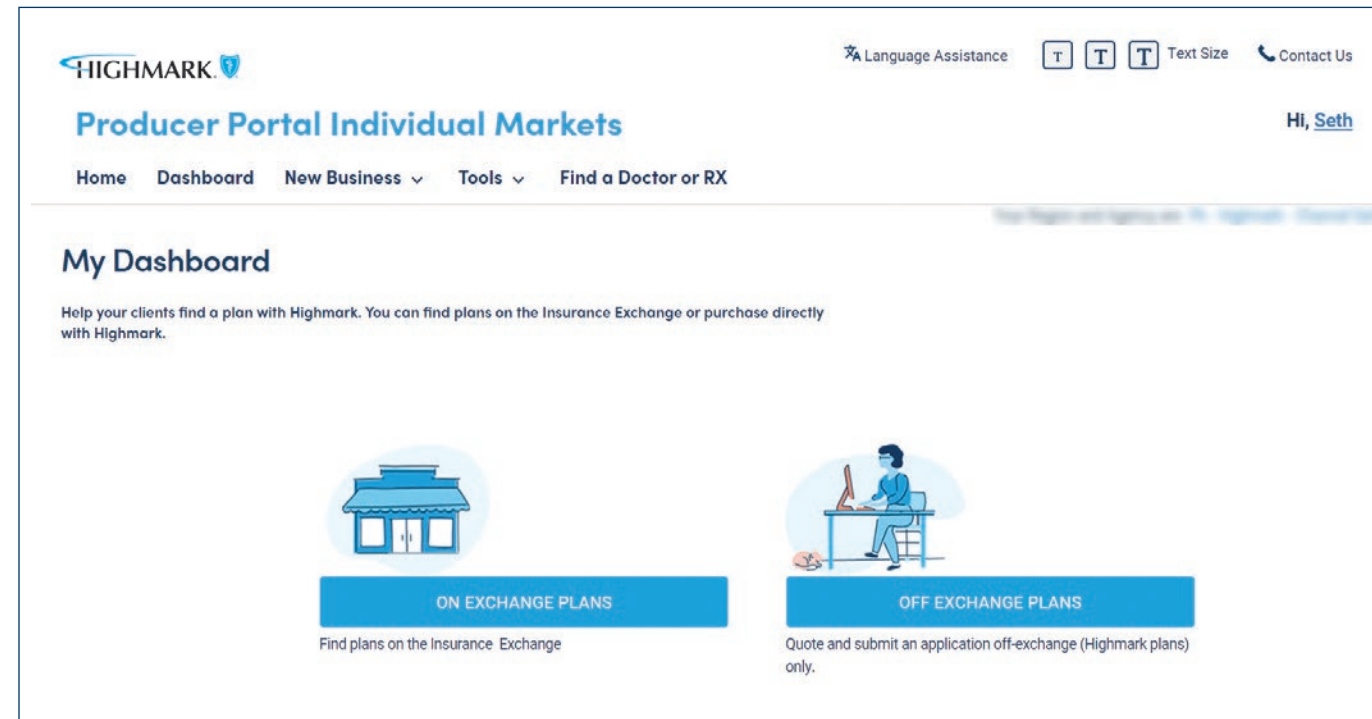 HIGHMARK
Language Assistance
T T T Text Size
Contact Us
Producer Portal Individual Markets
Hi, Seth
Home Dashboard New Business Tools Find a Doctor or RX
My Dashboard
Help your clients find a plan with Highmark. You can find plans on the Insurance Exchange or purchase directly
with Highmark.
ON EXCHANGE PLANS
Find plans on the Insurance Exchange
OFF EXCHANGE PLANS
Quote and submit an application off-exchange (Highmark plans)
only.